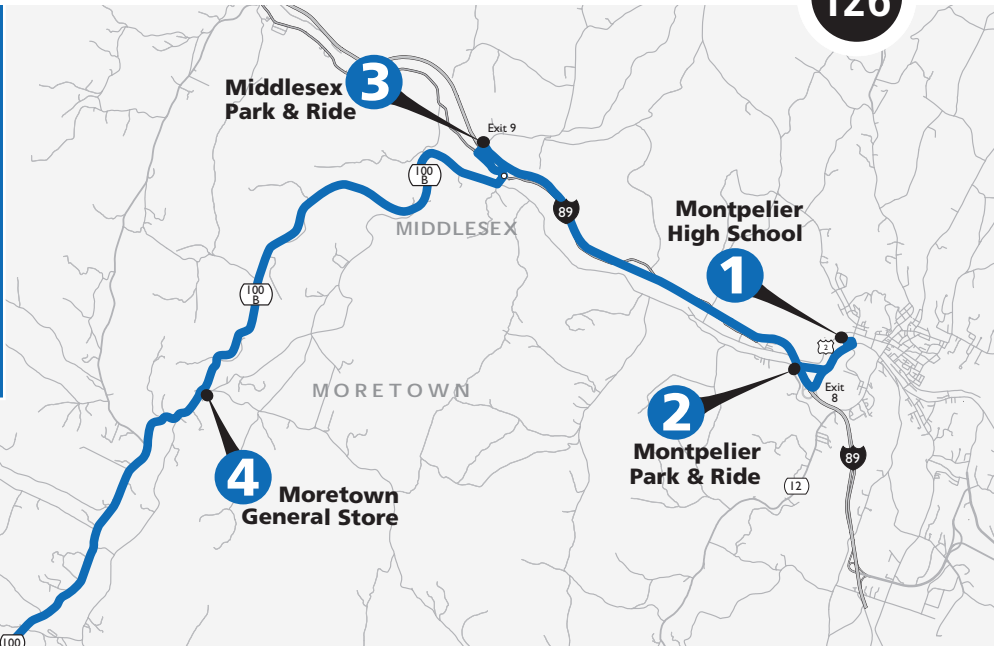 126
Middlesex
Park & Ride
3
Exit 9
100
B
MIDDLESEX
89
Montpelier
High School
1
100
B
2
Exit
8
MORETOWN
2
Montpelier
Park & Ride
89
12
4
Moretown
General Store
100